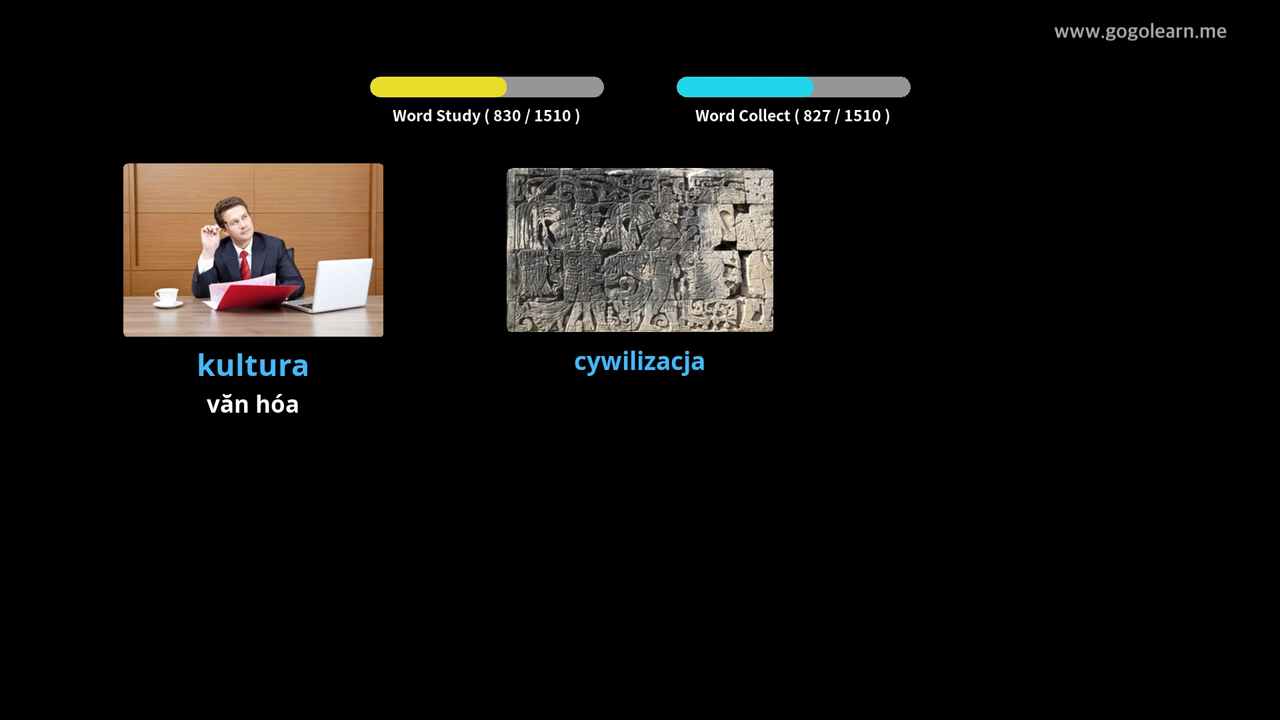 www.gogolearn.me
Word Study ( 830 / 1510 )
Word Collect ( 827 / 1510 )
kultura
văn hóa
cywilizacja